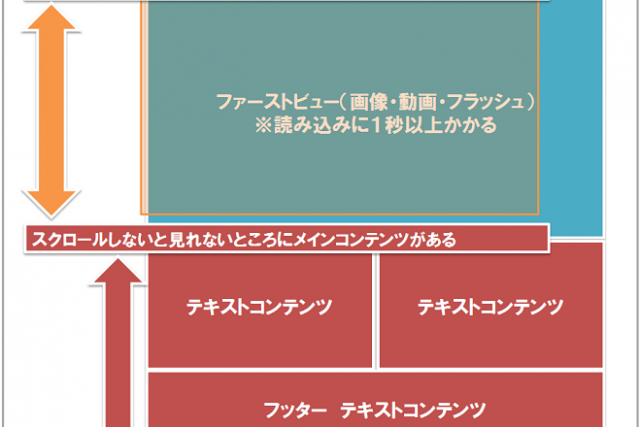 ファーストビュー(画像・動画・フラッシュ)
※読み込みに1秒以上かかる
スクロールしないと見れないところにメインコンテンツがある
テキストコンテンツ
テキストコンテンツ
フッター テキストコンテンツ